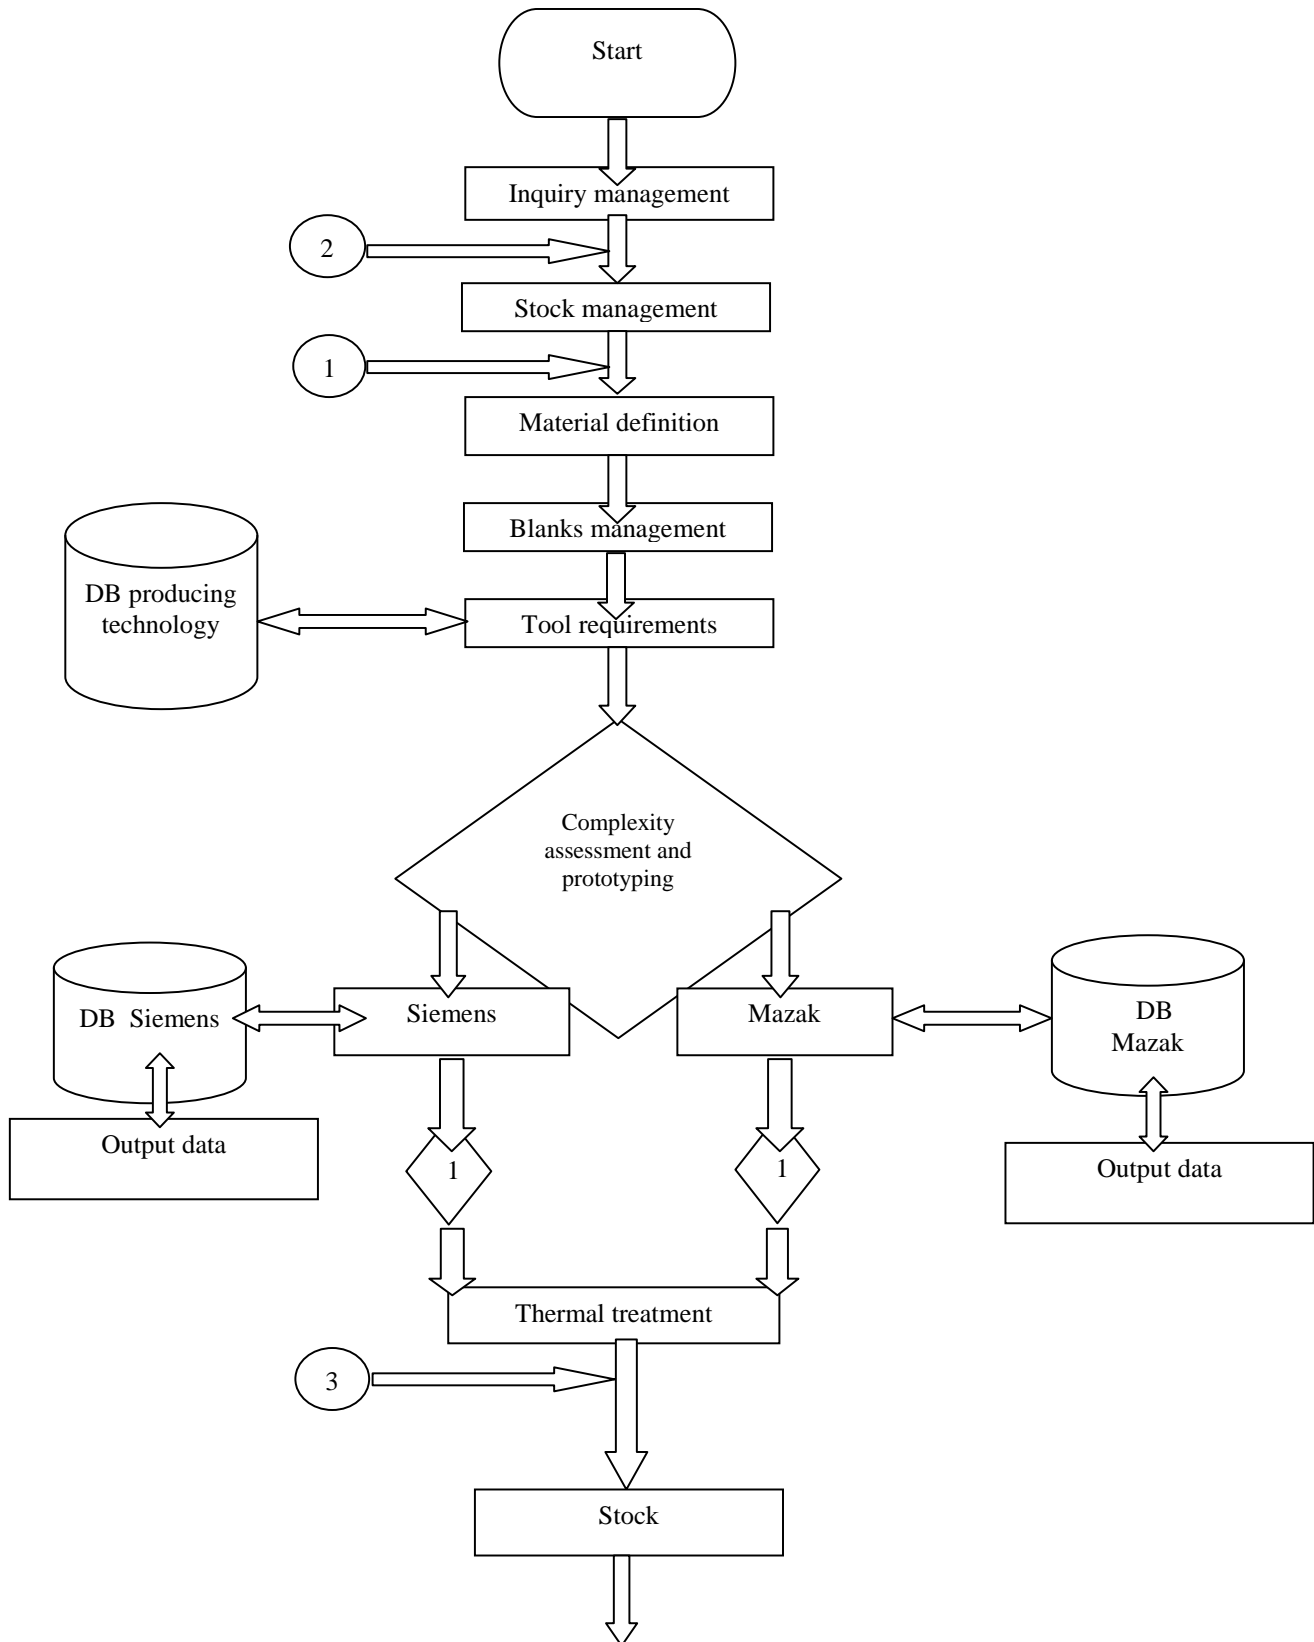 Start
Inquiry management
2
Stock management
1
Material definition
Blanks management
DB producing
technology
Tool requirements
Complexity
assessment and
prototyping
DB Siemens
Siemens
Mazak
DB
Mazak
Output data
1
1
Output data
Thermal treatment
3
Stock